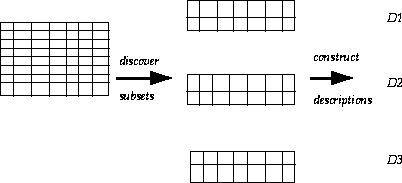 D1
discover
subsets
construct
descriptions
D2
D3